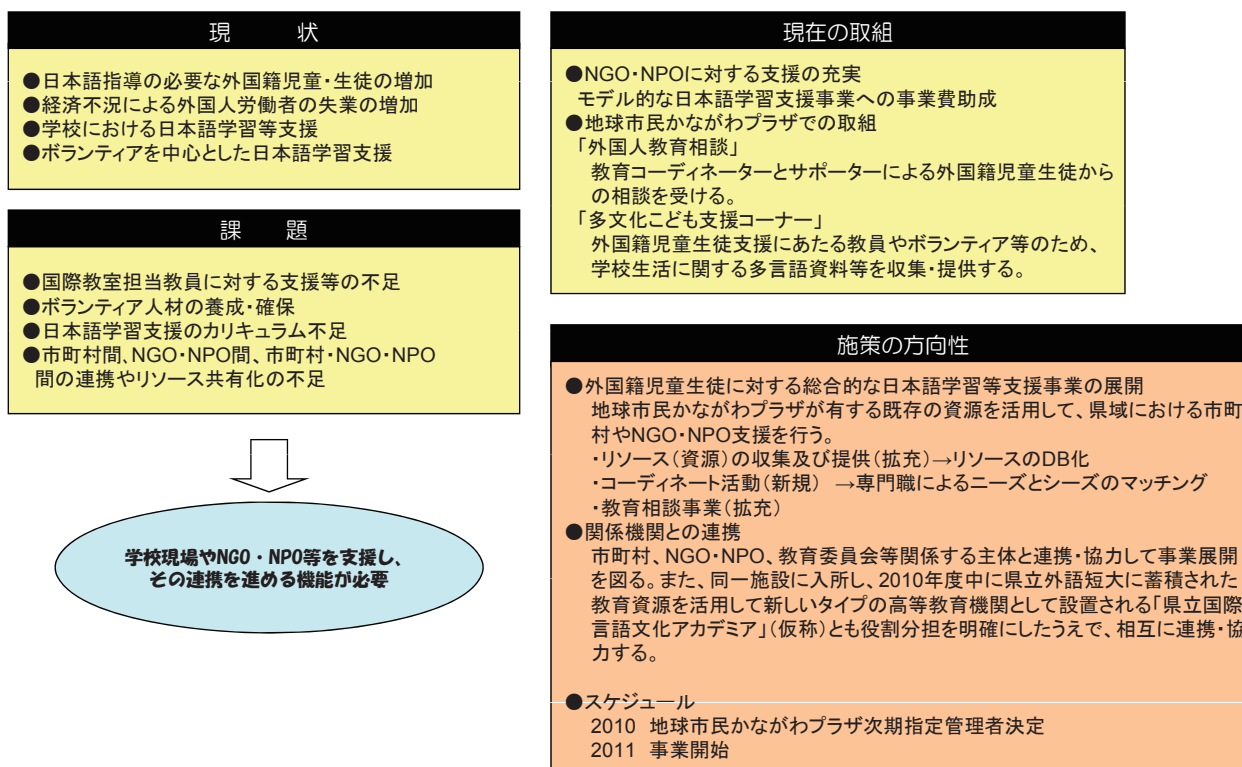 現　状
●日本語指導の必要な外国籍児童・生徒の増加
●経済不況による外国人労働者の失業の増加
●学校における日本語学習等支援
●ボランティアを中心とした日本語学習支援
課　題
●国際教室担当教員に対する支援等の不足
●ボランティア人材の養成・確保
●日本語学習支援のカリキュラム不足
●市町村間、NGO・NPO間、市町村・NGO・NPO
間の連携やリソース共有化の不足
学校現場やNGO・NPO等を支援し、
その連携を進める機能が必要
現在の取組
●NGO・NPOに対する支援の充実
モデル的な日本語学習支援事業への事業費助成
●地球市民かながわプラザでの取組
「外国人教育相談」
教育コーディネーターとサポーターによる外国籍児童生徒から
の相談を受ける。
「多文化こども支援コーナー」
外国籍児童生徒支援にあたる教員やボランティア等のため、
学校生活に関する多言語資料等を収集・提供する。
施策の方向性
●外国籍児童生徒に対する総合的な日本語学習等支援事業の展開
地球市民かながわプラザが有する既存の資源を活用して、県域における市町
村やNGO・NPO支援を行う。
・リソース（資源）の収集及び提供（拡充）→リソースのDB化
・コーディネート活動（新規）　→専門職によるニーズとシーズのマッチング
・教育相談事業（拡充）
●関係機関との連携
市町村、NGO・NPO、教育委員会等関係する主体と連携・協力して事業展開
を図る。また、同一施設に入所し、2010年度中に県立外語短大に蓄積された
教育資源を活用して新しいタイプの高等教育機関として設置される「県立国際
言語文化アカデミア」（仮称）とも役割分担を明確にしたうえで、相互に連携・協
力する。
●スケジュール
2010　地球市民かながわプラザ次期指定管理者決定
2011　事業開始